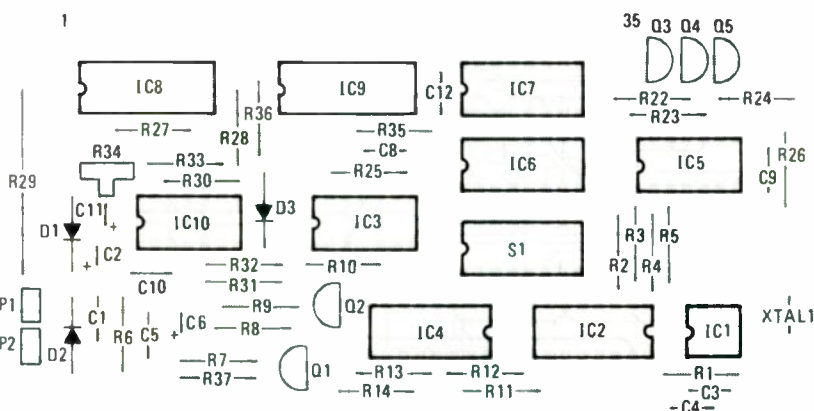 1 35 Q3 Q4 Q5
IC8 IC9 C12 IC7
R36 R22 R24
R27 R28 R35 R23
R34 R33 C8 IC6 IC5 C9 R26
R29 R30 R25
C11 IC10 D3 IC3
D1 C2 S1 R3 R5
R32 R10 R2 R4
C10 R31
P1 R9 Q2
C1 R6 C5 C6 R8 IC4 IC2 IC1 XTAL1
P2 D2
R7 Q1 R13 R12 R1
R37 R14 R11 C3
C4